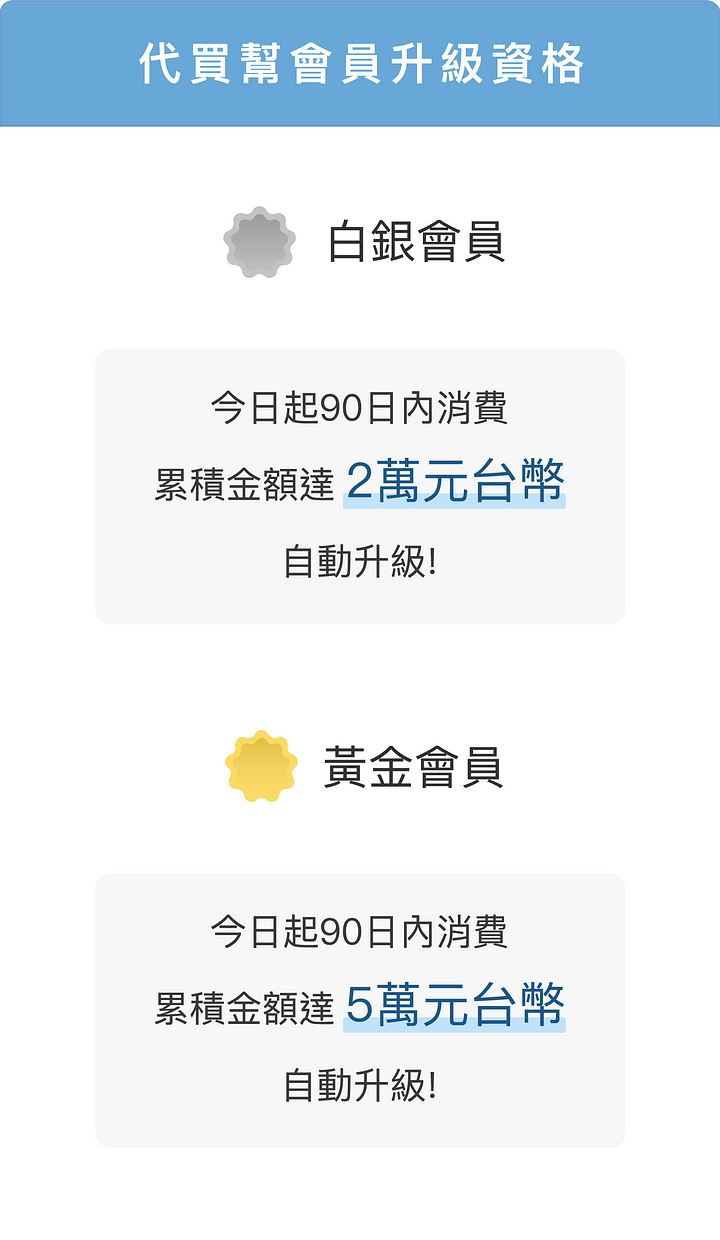 代買幫會員升級資格
白銀會員
今日起90日內消費
累積金額達 2萬元台幣
自動升級!
黃金會員
今日起90日內消費
累積金額達 5萬元台幣
自動升級!